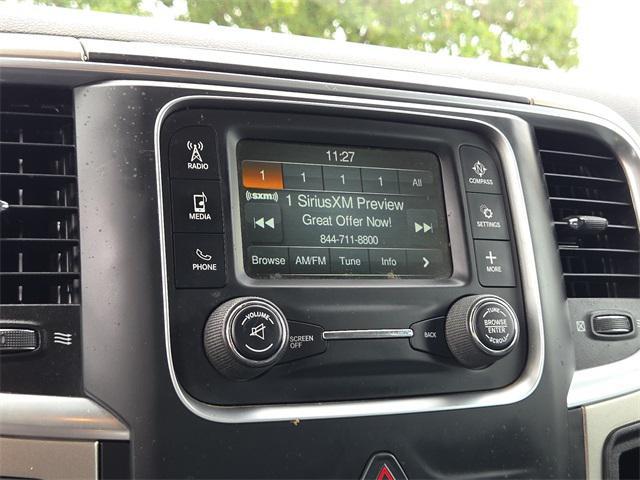 11:27
1 1 1 1 All
((sxm)) 1 SiriusXM Preview
Great Offer Now!
844-711-8800
Browse AM/FM Tune Info >
RADIO
MEDIA
PHONE
COMPASS
SETTINGS
+
MORE
VOLUME
SCREEN
OFF
BACK
TUNE
BROWSE
ENTER
SCROLL